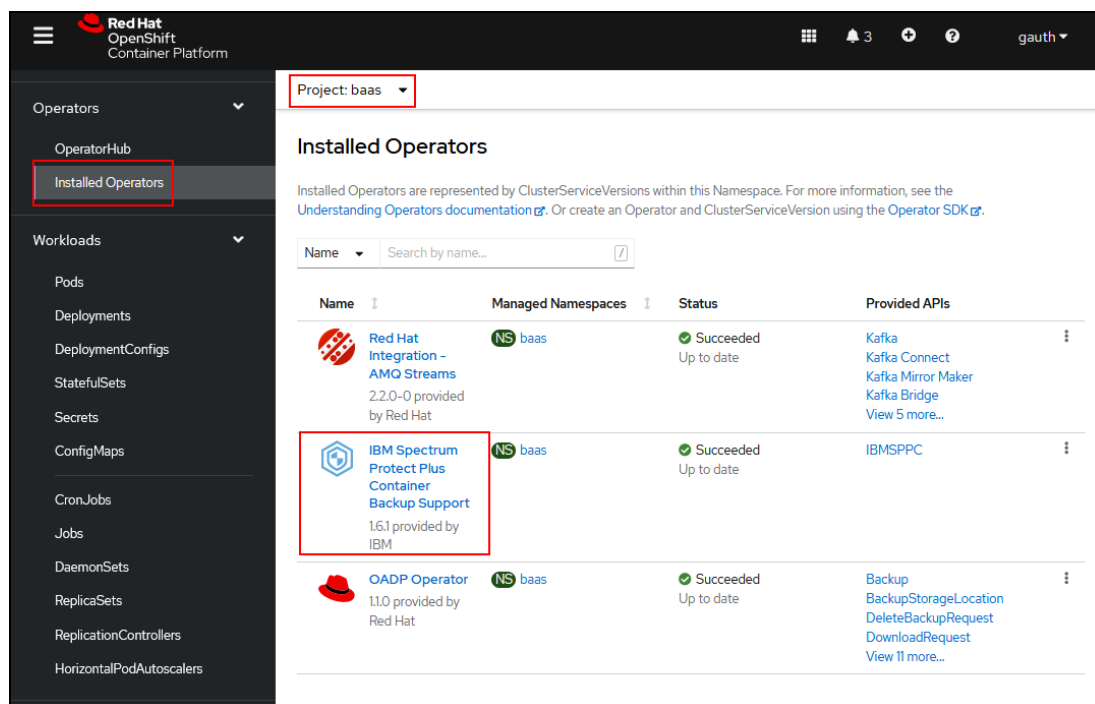 Red Hat
OpenShift
Container Platform
3
gauth
Operators
OperatorHub
Installed Operators
Workloads
Pods
Deployments
DeploymentConfigs
StatefulSets
Secrets
ConfigMaps
CronJobs
Jobs
DaemonSets
ReplicaSets
ReplicationControllers
HorizontalPodAutoscalers
Project: baas
Installed Operators
Installed Operators are represented by ClusterServiceVersions within this Namespace. For more information, see the
Understanding Operators documentation. Or create an Operator and ClusterServiceVersion using the Operator SDK.
Name Search by name... /
Name Managed Namespaces Status Provided APIs
Red Hat
Integration -
AMQ Streams
2.2.0-0 provided
by Red Hat
NS baas
Succeeded
Up to date
Kafka
Kafka Connect
Kafka Mirror Maker
Kafka Bridge
View 5 more...
IBM Spectrum
Protect Plus
Container
Backup Support
1.6.1 provided by
IBM
NS baas
Succeeded
Up to date
IBMSPPC
OADP Operator
1.1.0 provided by
Red Hat
NS baas
Succeeded
Up to date
Backup
BackupStorageLocation
DeleteBackupRequest
DownloadRequest
View 11 more...